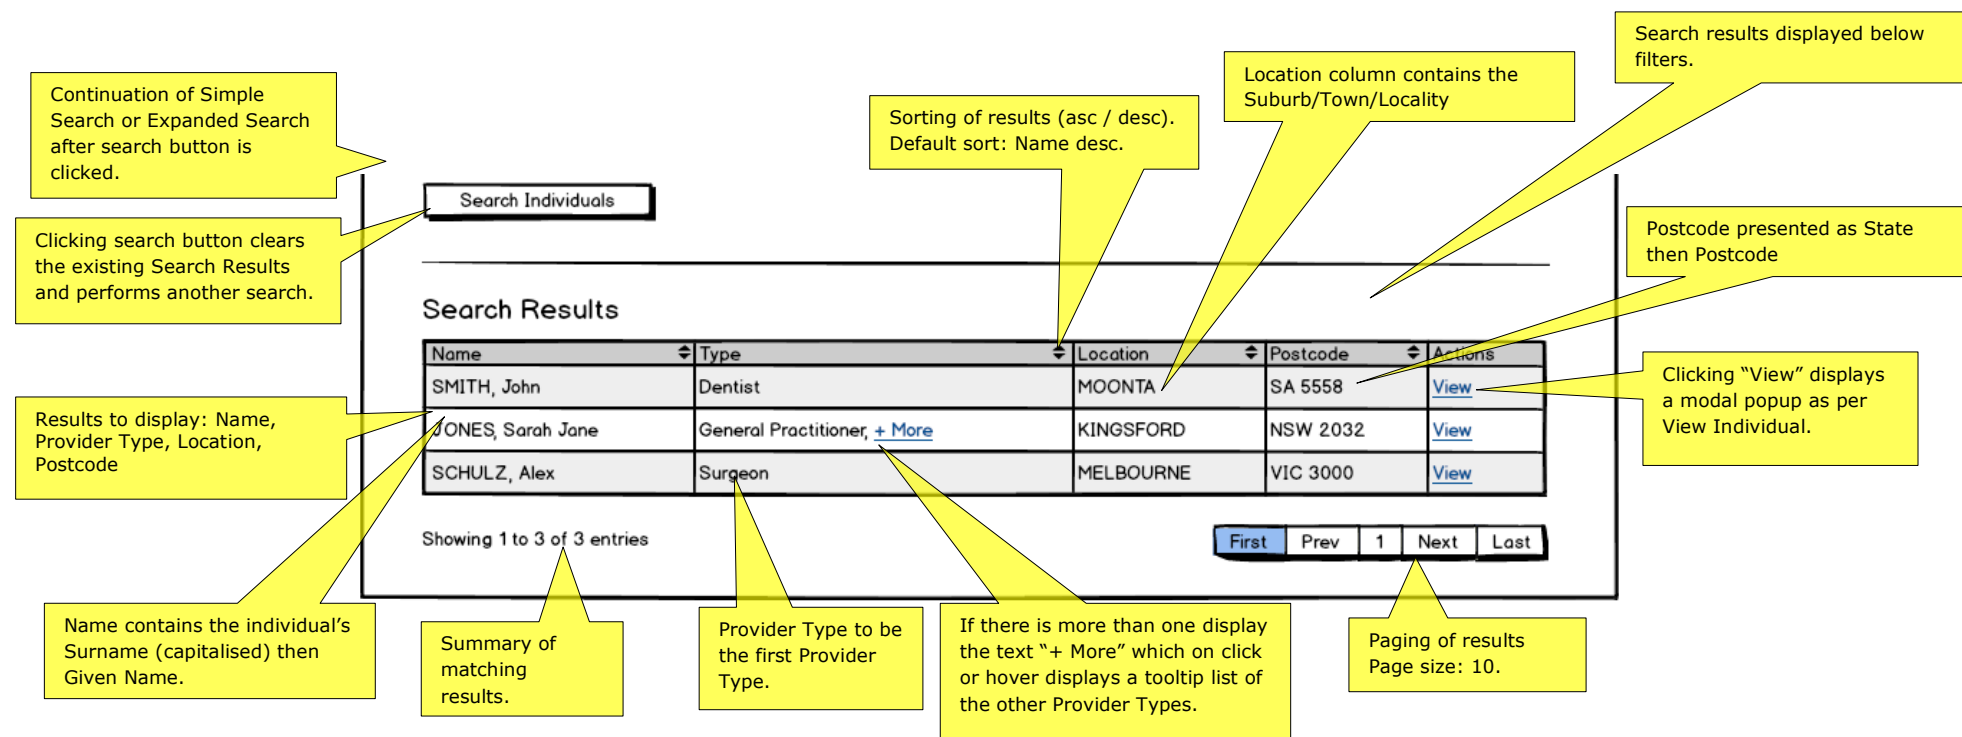 Search results displayed below
filters.
Location column contains the
Suburb/Town/Locality
Continuation of Simple
Search or Expanded Search
after search button is
clicked.
Sorting of results (asc / desc).
Default sort: Name desc.
Search Individuals
Clicking search button clears
the existing Search Results
and performs another search.
Postcode presented as State
then Postcode
Search Results
Name Type Location Postcode Actions
SMITH, John Dentist MOONTA SA 5558 View
JONES, Sarah Jane General Practitioner, + More KINGSFORD NSW 2032 View
SCHULZ, Alex Surgeon MELBOURNE VIC 3000 View
Clicking “View” displays
a modal popup as per
View Individual.
Results to display: Name,
Provider Type, Location,
Postcode
Showing 1 to 3 of 3 entries
First Prev 1 Next Last
Name contains the individual’s
Surname (capitalised) then
Given Name.
Summary of
matching
results.
Provider Type to be
the first Provider
Type.
If there is more than one display
the text “+ More” which on click
or hover displays a tooltip list of
the other Provider Types.
Paging of results
Page size: 10.